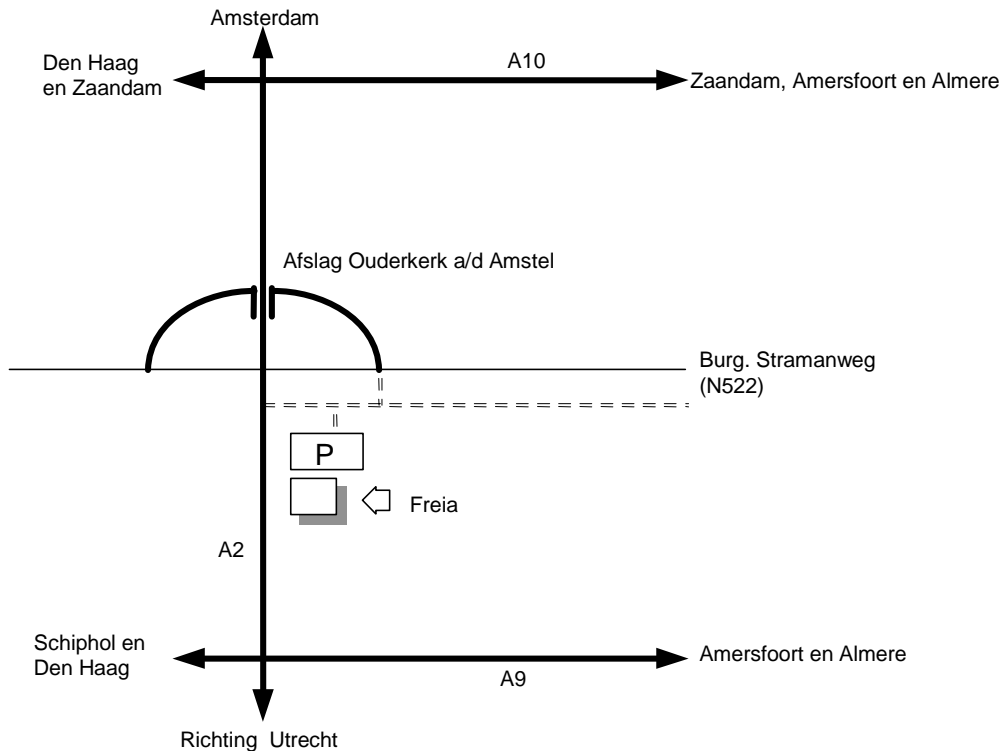 Amsterdam
Den Haag
en Zaandam
A10
Zaandam, Amersfoort en Almere
Afslag Ouderkerk a/d Amstel
Burg. Stramanweg
(N522)
P
Freia
A2
Schiphol en
Den Haag
Amersfoort en Almere
A9
Richting Utrecht